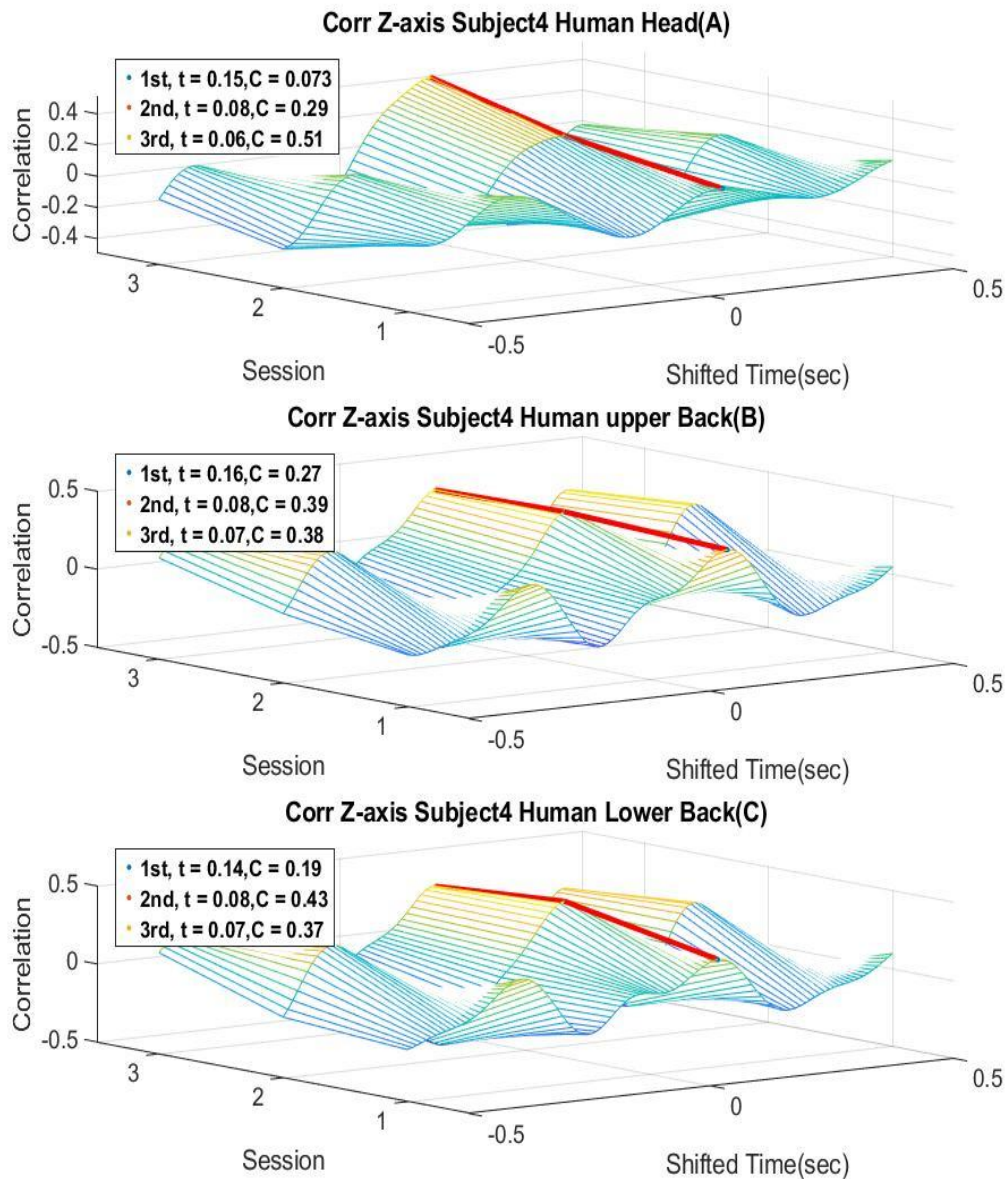 Corr Z-axis Subject4 Human Head(A)
1st, t = 0.15,C = 0.073
2nd, t = 0.08,C = 0.29
3rd, t = 0.06,C = 0.51
Correlation
0.4
0.2
0
-0.2
-0.4
3
2
1
Session
-0.5
0
0.5
Shifted Time(sec)
Corr Z-axis Subject4 Human upper Back(B)
1st, t = 0.16,C = 0.27
2nd, t = 0.08,C = 0.39
3rd, t = 0.07,C = 0.38
Correlation
0.5
0
-0.5
3
2
1
Session
-0.5
0
0.5
Shifted Time(sec)
Corr Z-axis Subject4 Human Lower Back(C)
1st, t = 0.14,C = 0.19
2nd, t = 0.08,C = 0.43
3rd, t = 0.07,C = 0.37
Correlation
0.5
0
-0.5
3
2
1
Session
-0.5
0
0.5
Shifted Time(sec)